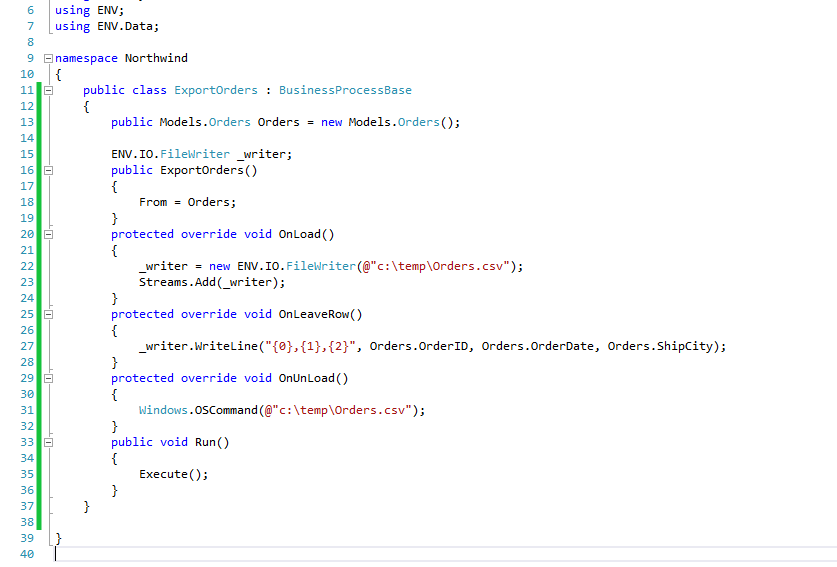 6 using ENV;
7 using ENV.Data;
8
9 namespace Northwind
10 {
11 public class ExportOrders : BusinessProcessBase
12 {
13 public Models.Orders Orders = new Models.Orders();
14
15 ENV.IO.FileWriter _writer;
16 public ExportOrders()
17 {
18 From = Orders;
19 }
20 protected override void OnLoad()
21 {
22 _writer = new ENV.IO.FileWriter(@"c:\temp\Orders.csv");
23 Streams.Add(_writer);
24 }
25 protected override void OnLeaveRow()
26 {
27 _writer.WriteLine("{0},{1},{2}", Orders.OrderID, Orders.OrderDate, Orders.ShipCity);
28 }
29 protected override void OnUnLoad()
30 {
31 Windows.OSCommand(@"c:\temp\Orders.csv");
32 }
33 public void Run()
34 {
35 Execute();
36 }
37 }
38
39 }
40